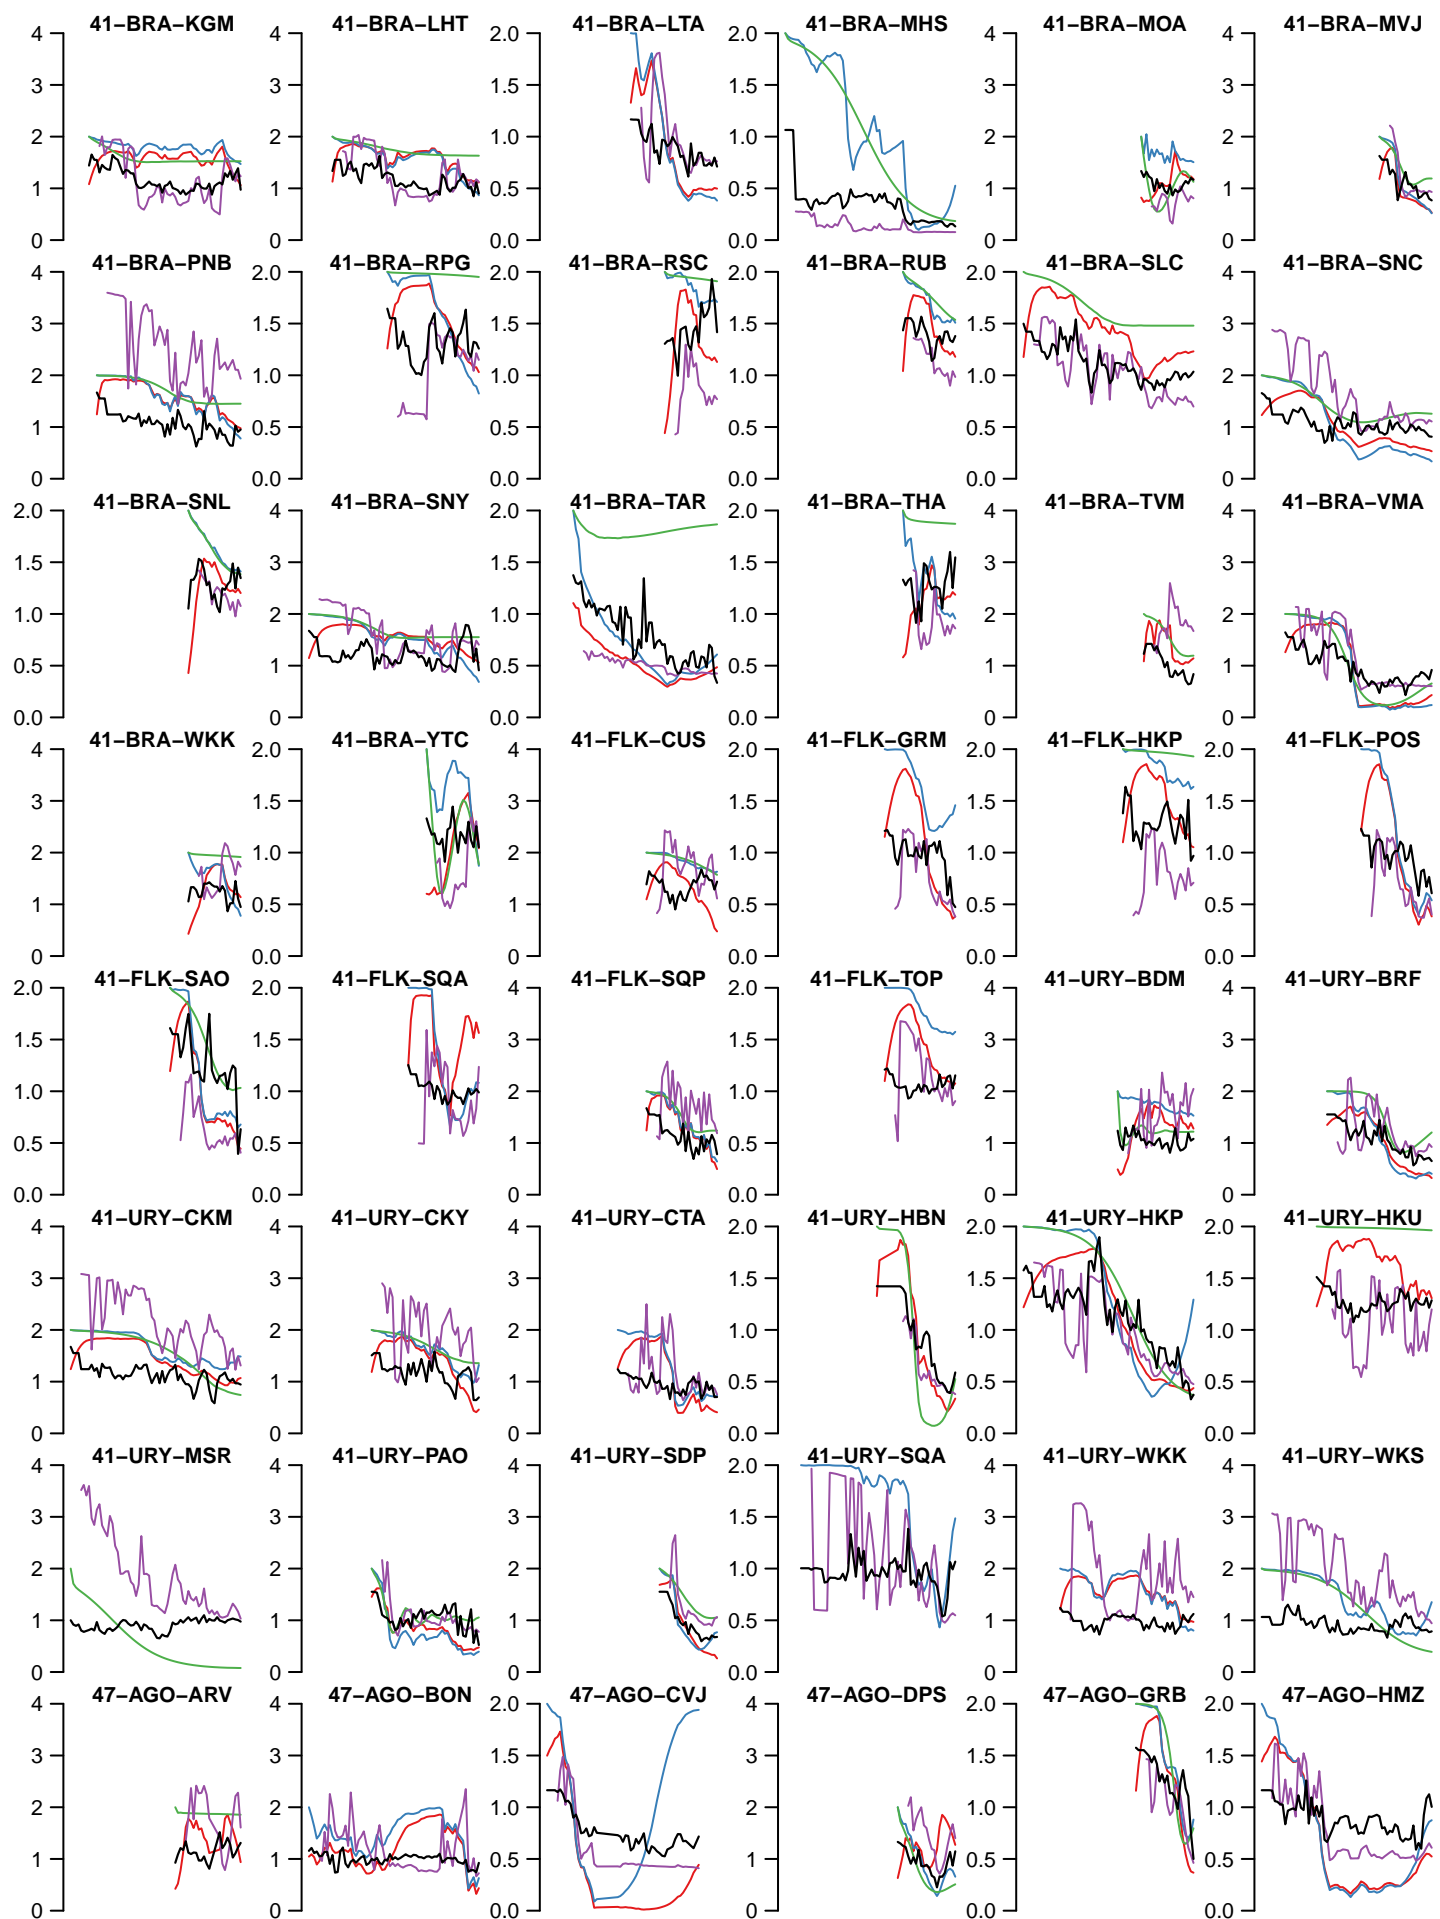 41−BRA−KGM 41−BRA−LHT 41−BRA−LTA 41−BRA−MHS 41−BRA−MOA 41−BRA−MVJ
4 4 2.0 2.0 4 4
3 3 1.5 1.5 3 3
2 2 1.0 1.0 2 2
1 1 0.5 0.5 1 1
0 0 0.0 0.0 0 0
41−BRA−PNB 41−BRA−RPG 41−BRA−RSC 41−BRA−RUB 41−BRA−SLC 41−BRA−SNC
4 2.0 2.0 2.0 2.0 4
3 1.5 1.5 1.5 1.5 3
2 1.0 1.0 1.0 1.0 2
1 0.5 0.5 0.5 0.5 1
0 0.0 0.0 0.0 0.0 0
41−BRA−SNL 41−BRA−SNY 41−BRA−TAR 41−BRA−THA 41−BRA−TVM 41−BRA−VMA
2.0 4 2.0 2.0 4 4
1.5 3 1.5 1.5 3 3
1.0 2 1.0 1.0 2 2
0.5 1 0.5 0.5 1 1
0.0 0 0.0 0.0 0 0
41−BRA−WKK 41−BRA−YTC 41−FLK−CUS 41−FLK−GRM 41−FLK−HKP 41−FLK−POS
4 2.0 4 2.0 2.0 2.0
3 1.5 3 1.5 1.5 1.5
2 1.0 2 1.0 1.0 1.0
1 0.5 1 0.5 0.5 0.5
0 0.0 0 0.0 0.0 0.0
41−FLK−SAO 41−FLK−SQA 41−FLK−SQP 41−FLK−TOP 41−URY−BDM 41−URY−BRF
2.0 2.0 4 2.0 4 4
1.5 1.5 3 1.5 3 3
1.0 1.0 2 1.0 2 2
0.5 0.5 1 0.5 1 1
0.0 0.0 0 0.0 0 0
41−URY−CKM 41−URY−CKY 41−URY−CTA 41−URY−HBN 41−URY−HKP 41−URY−HKU
4 4 4 2.0 2.0 2.0
3 3 3 1.5 1.5 1.5
2 2 2 1.0 1.0 1.0
1 1 1 0.5 0.5 0.5
0 0 0 0.0 0.0 0.0
41−URY−MSR 41−URY−PAO 41−URY−SDP 41−URY−SQA 41−URY−WKK 41−URY−WKS
4 4 4 2.0 4 4
3 3 3 1.5 3 3
2 2 2 1.0 2 2
1 1 1 0.5 1 1
0 0 0 0.0 0 0
47−AGO−ARV 47−AGO−BON 47−AGO−CVJ 47−AGO−DPS 47−AGO−GRB 47−AGO−HMZ
4 4 2.0 4 2.0 2.0
3 3 1.5 3 1.5 1.5
2 2 1.0 2 1.0 1.0
1 1 0.5 1 0.5 0.5
0 0 0.0 0 0.0 0.0